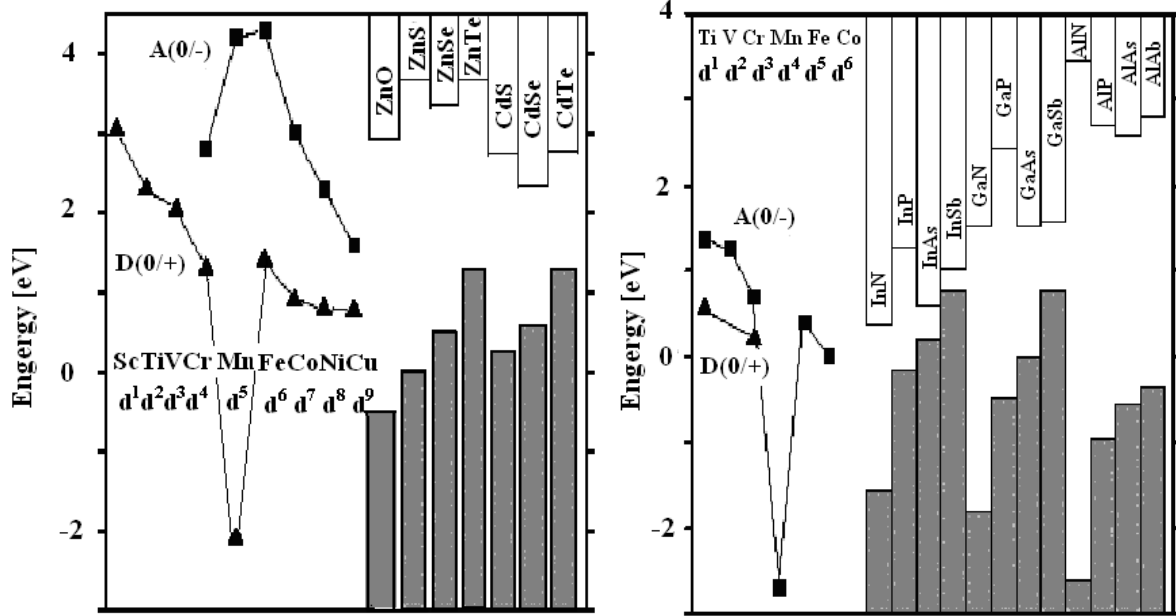 4
2
0
-2
Engergy [eV]
A(0/-)
D(0/+)
ScTiVCr Mn FeCoNiCu
d1d2d3d4 d5 d6 d7 d8 d9
ZnO
ZnS
ZnSe
ZnTe
CdS
CdSe
CdTe
4
2
0
-2
-4
Engergy [eV]
Ti V Cr Mn Fe Co
d1 d2 d3 d4 d5 d6
A(0/-)
D(0/+)
InN
InP
InAs
InSb
GaN
GaP
GaAs
GaSb
AlN
AlP
AlAs
AlAb